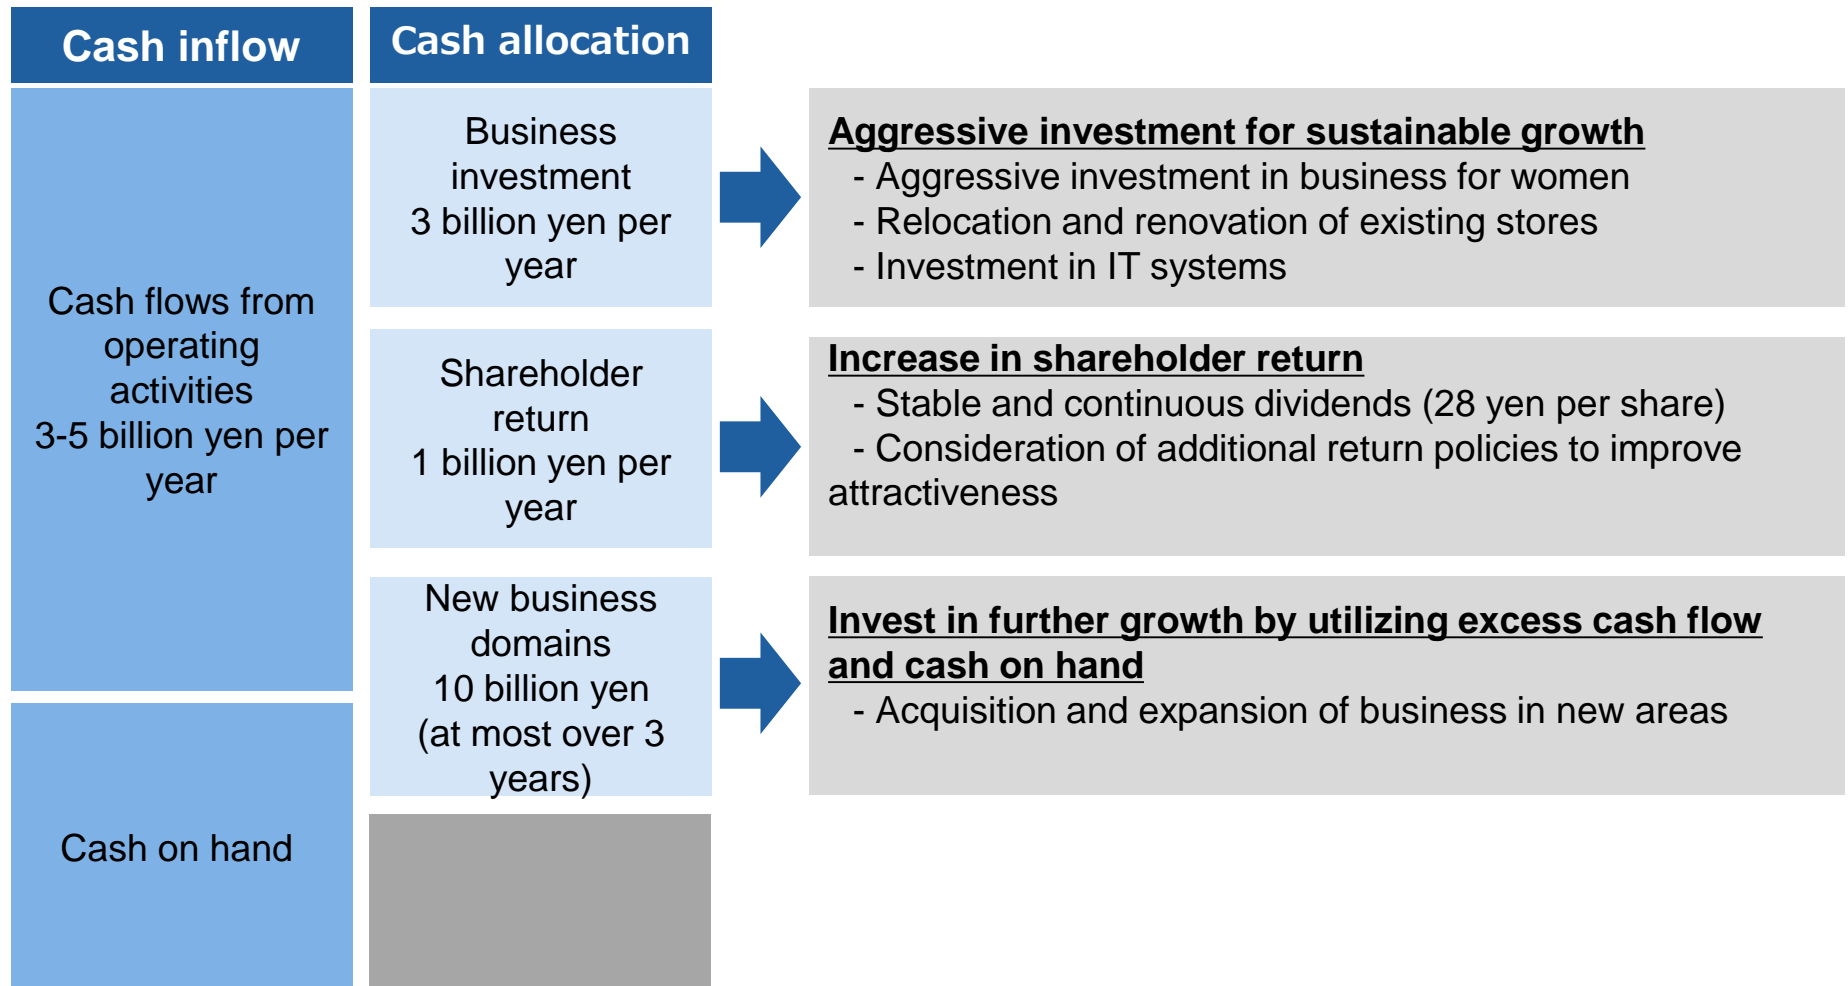 Cash inflow
Cash allocation
Cash flows from
operating
activities
3-5 billion yen per
year
Cash on hand
Business
investment
3 billion yen per
year
Aggressive investment for sustainable growth
- Aggressive investment in business for women
- Relocation and renovation of existing stores
- Investment in IT systems
Shareholder
return
1 billion yen per
year
Increase in shareholder return
- Stable and continuous dividends (28 yen per share)
- Consideration of additional return policies to improve
attractiveness
New business
domains
10 billion yen
(at most over 3
years)
Invest in further growth by utilizing excess cash flow
and cash on hand
- Acquisition and expansion of business in new areas